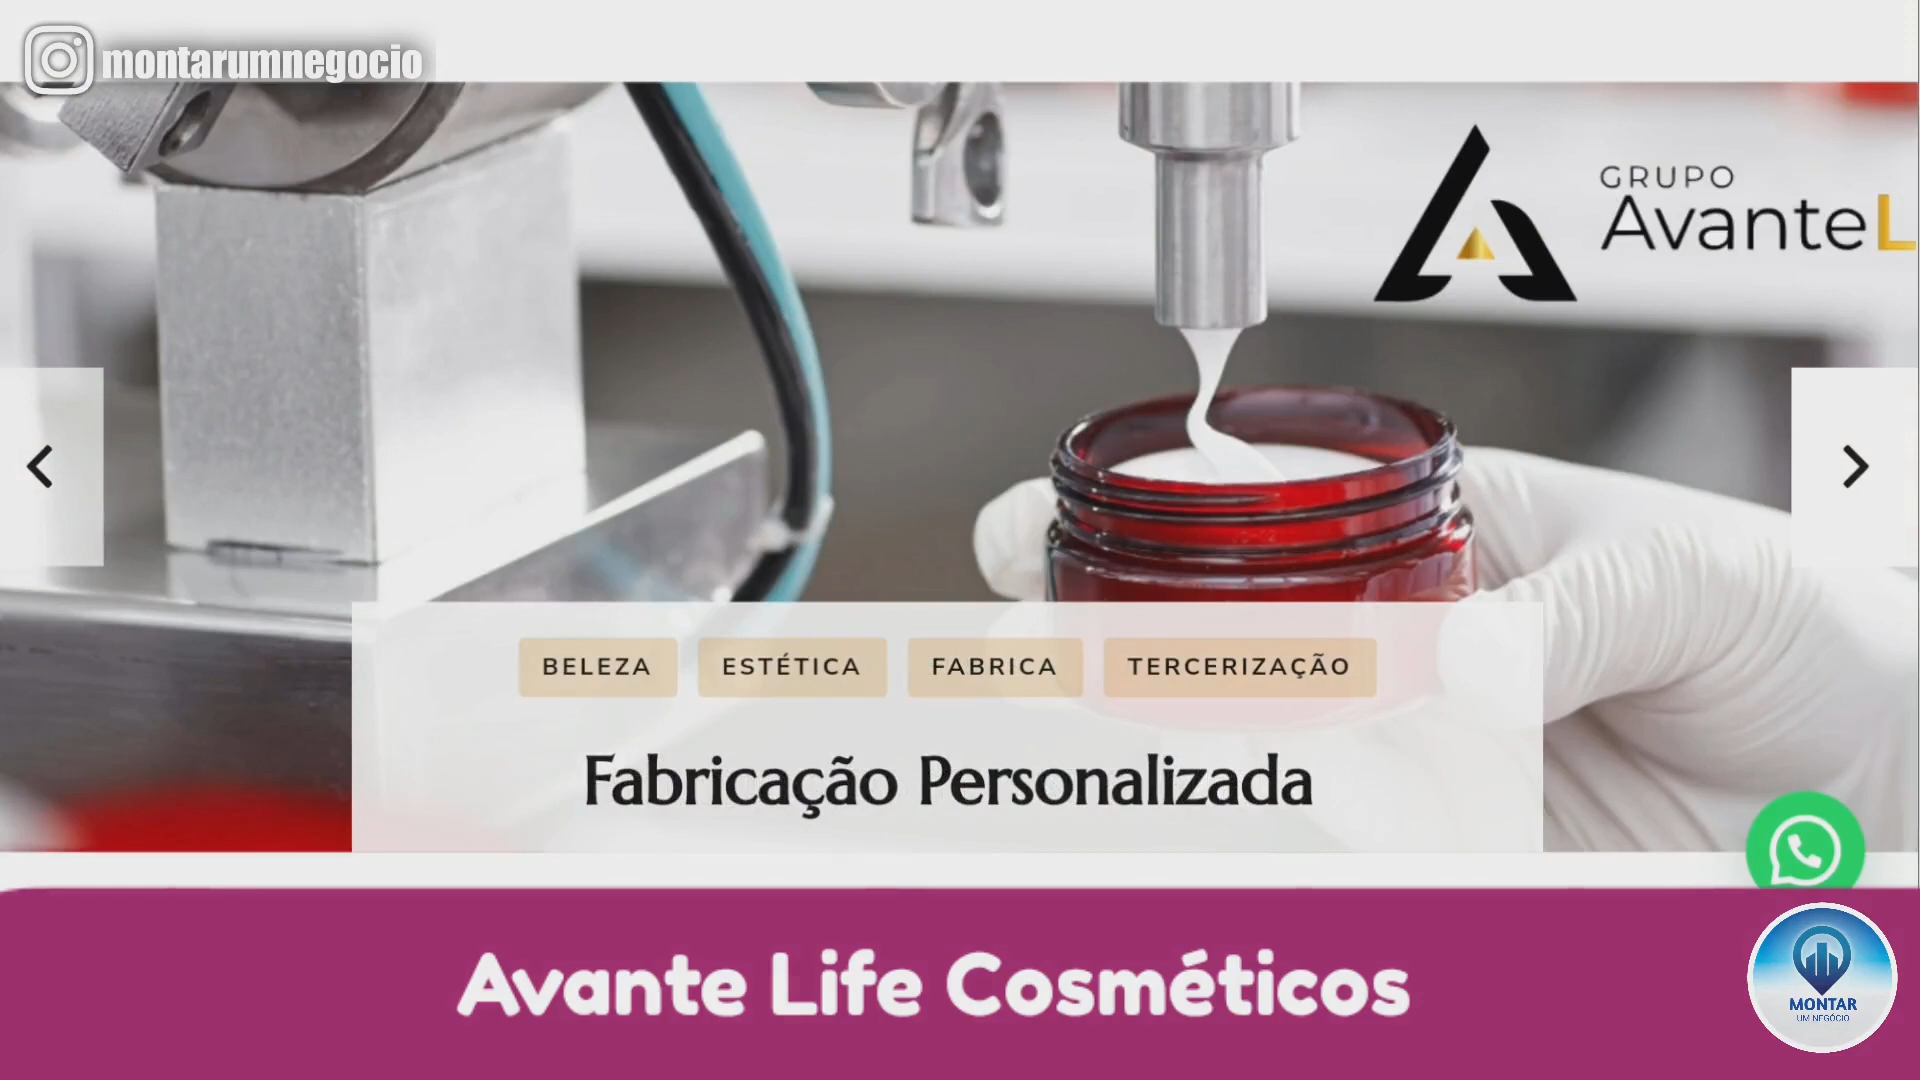 montarumnegocio
GRUPO
AvanteL
BELEZA ESTÉTICA FABRICA TERCERIZAÇÃO
Fabricação Personalizada
Avante Life Cosméticos
MONTAR
UM NEGÓCIO